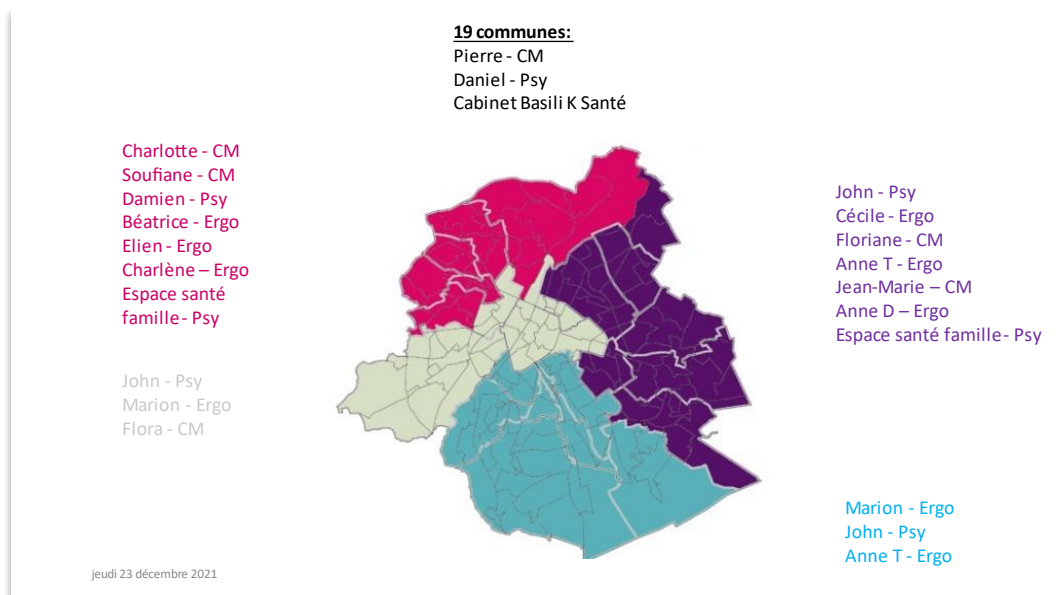 19 communes:
Pierre - CM
Daniel - Psy
Cabinet Basili K Santé
Charlotte - CM
Soufiane - CM
Damien - Psy
Béatrice - Ergo
Elien - Ergo
Charlène – Ergo
Espace santé
famille - Psy
John - Psy
Marion - Ergo
Flora - CM
John - Psy
Cécile - Ergo
Floriane - CM
Anne T - Ergo
Jean-Marie – CM
Anne D – Ergo
Espace santé famille - Psy
Marion - Ergo
John - Psy
Anne T - Ergo
jeudi 23 décembre 2021